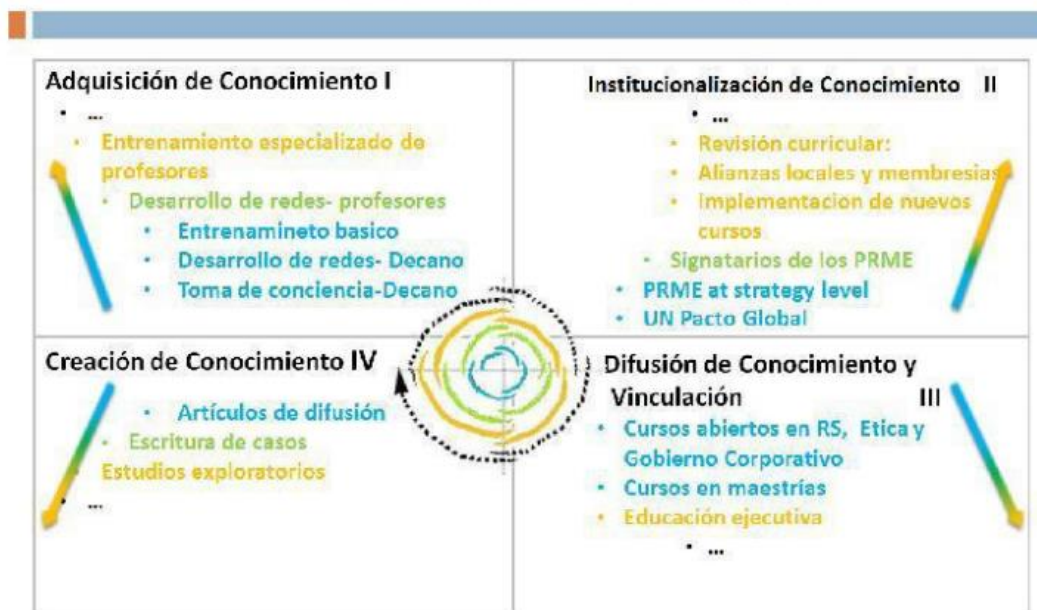 Adquisición de Conocimiento I
• ...
• Entrenamiento especializado de
profesores
• Desarrollo de redes- profesores
• Entrenamineto basico
• Desarrollo de redes- Decano
• Toma de conciencia-Decano
Institucionalización de Conocimiento II
• ...
• Revisión curricular:
• Alianzas locales y membresias
• Implementacion de nuevos
cursos
• Signatarios de los PRME
• PRME at strategy level
• UN Pacto Global
Creación de Conocimiento IV
• Artículos de difusión
• Escritura de casos
• Estudios exploratorios
• ...
Difusión de Conocimiento y
Vinculación III
• Cursos abiertos en RS, Etica y
Gobierno Corporativo
• Cursos en maestrías
• Educación ejecutiva
• ...